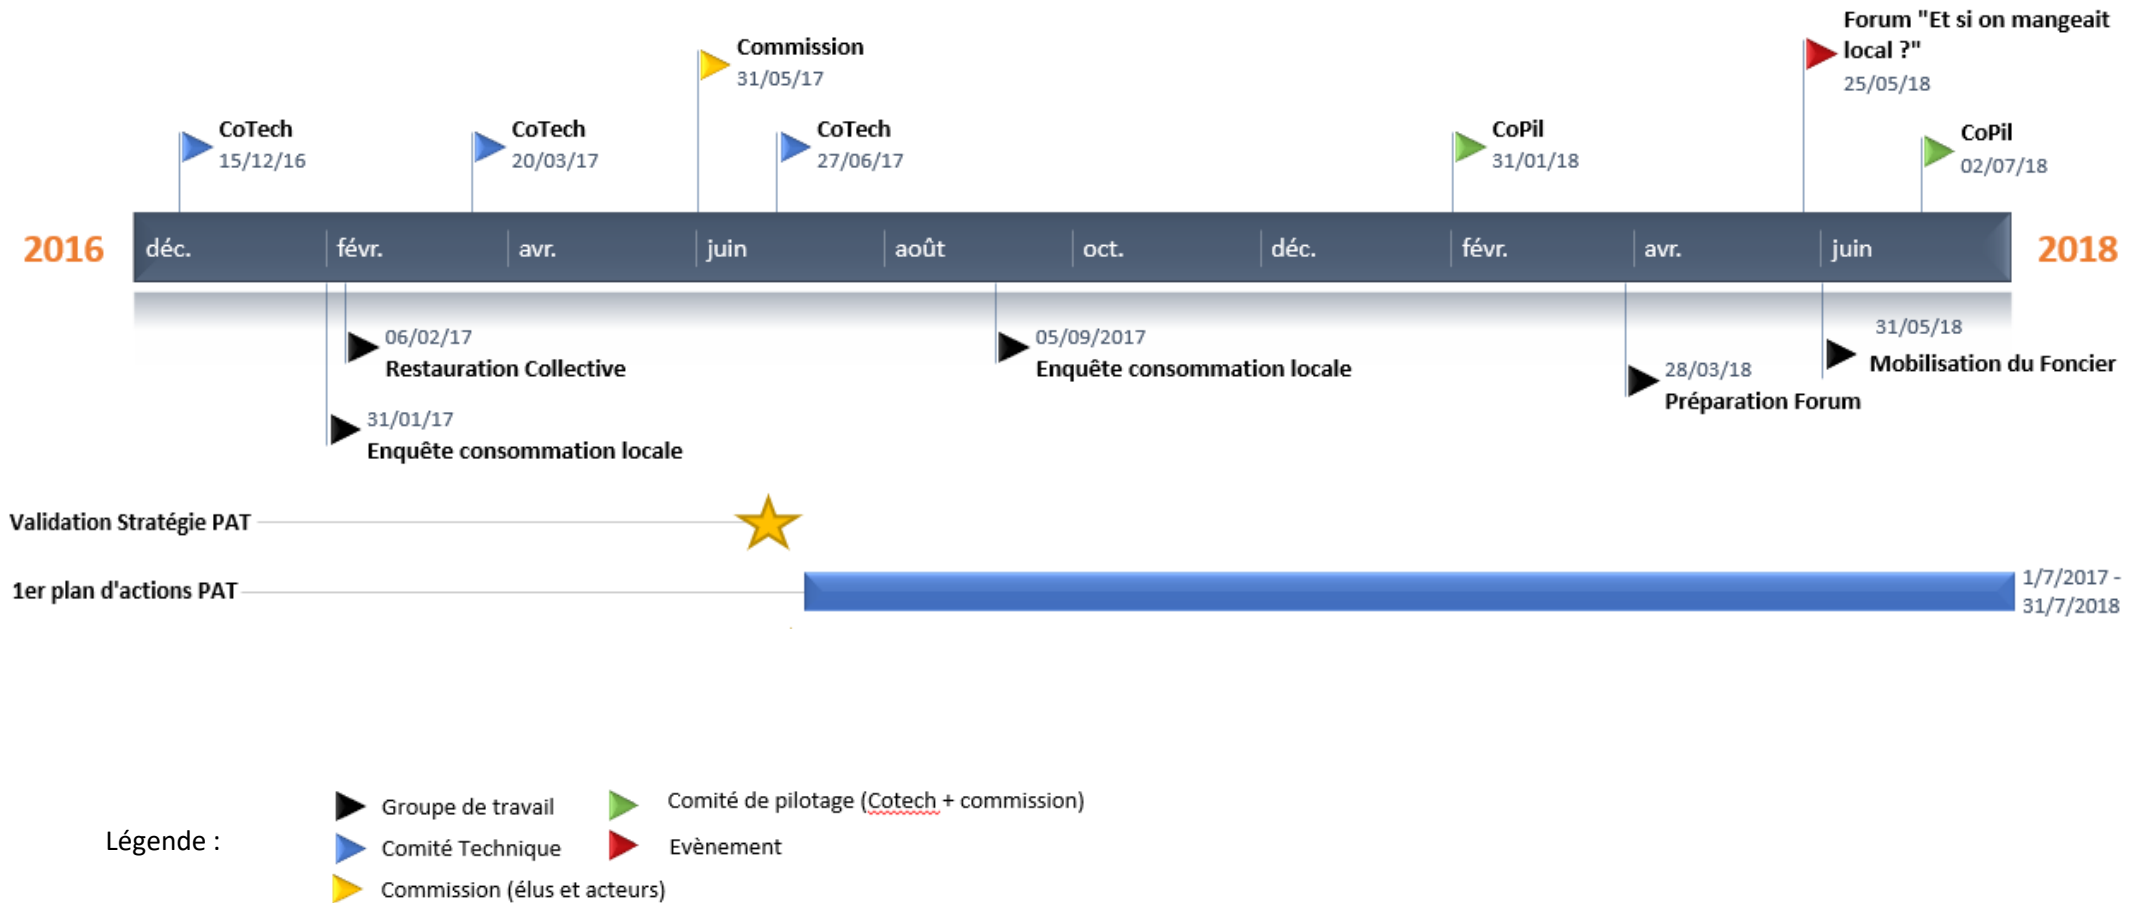 Forum "Et si on mangeait
local ?"
25/05/18
Commission
31/05/17
CoTech
15/12/16
CoTech
20/03/17
CoTech
27/06/17
CoPil
31/01/18
CoPil
02/07/18
2016
déc.
févr.
avr.
juin
août
oct.
déc.
févr.
avr.
juin
2018
06/02/17
Restauration Collective
31/01/17
Enquête consommation locale
05/09/2017
Enquête consommation locale
28/03/18
Préparation Forum
31/05/18
Mobilisation du Foncier
Validation Stratégie PAT
1er plan d'actions PAT
1/7/2017 -
31/7/2018
Légende :
Groupe de travail
Comité Technique
Commission (élus et acteurs)
Comité de pilotage (Cotech + commission)
Evènement